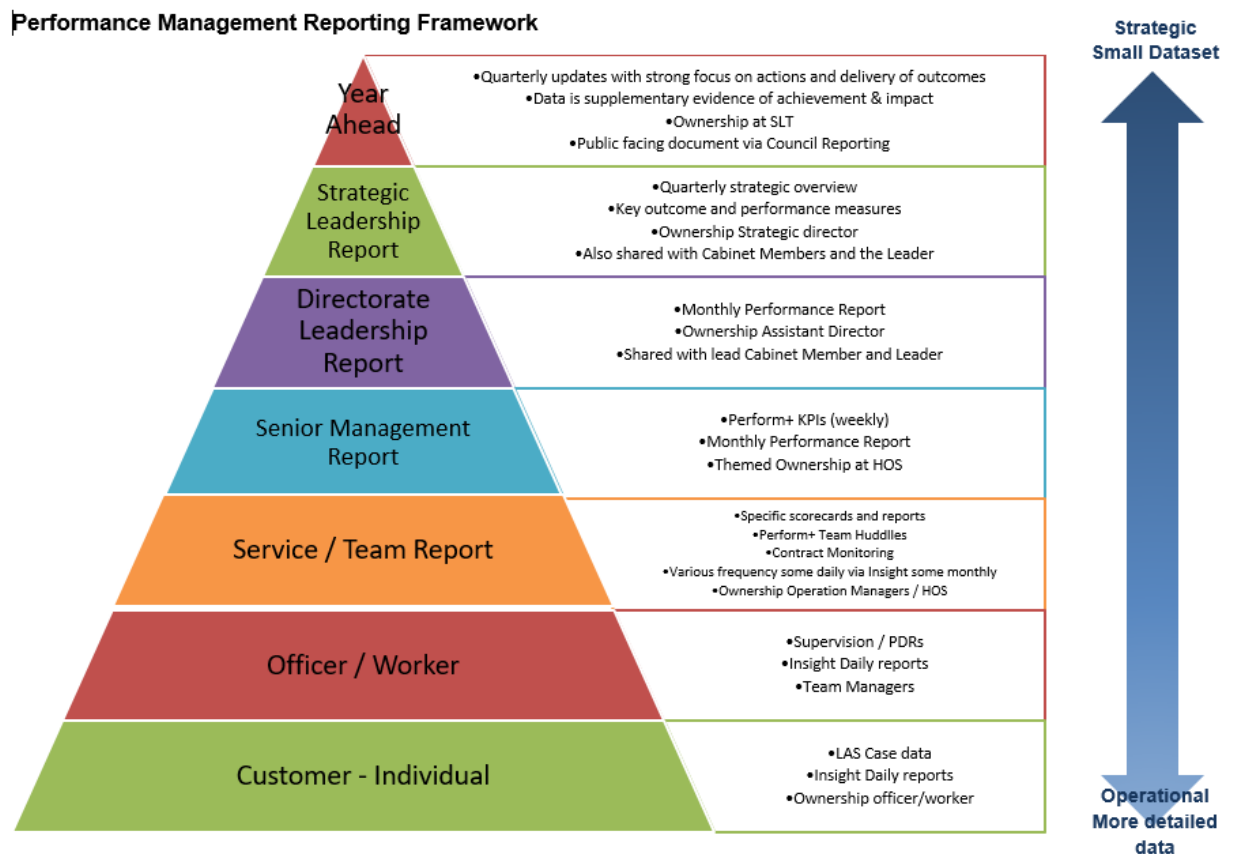 Performance Management Reporting Framework
Strategic
Small Dataset
Year
Ahead
•Quarterly updates with strong focus on actions and delivery of outcomes
•Data is supplementary evidence of achievement & impact
•Ownership at SLT
•Public facing document via Council Reporting
Strategic
Leadership
Report
•Quarterly strategic overview
•Key outcome and performance measures
•Ownership Strategic director
•Also shared with Cabinet Members and the Leader
Directorate
Leadership
Report
•Monthly Performance Report
•Ownership Assistant Director
•Shared with lead Cabinet Member and Leader
Senior Management
Report
•Perform+ KPIs (weekly)
•Monthly Performance Report
•Themed Ownership at HOS
Service / Team Report
•Specific scorecards and reports
•Perform+ Team Huddlles
•Contract Monitoring
•Various frequency some daily via Insight some monthly
•Ownership Operation Managers / HOS
Officer / Worker
•Supervision / PDRs
•Insight Daily reports
•Team Managers
Customer - Individual
•LAS Case data
•Insight Daily reports
•Ownership officer/worker
Operational
More detailed
data